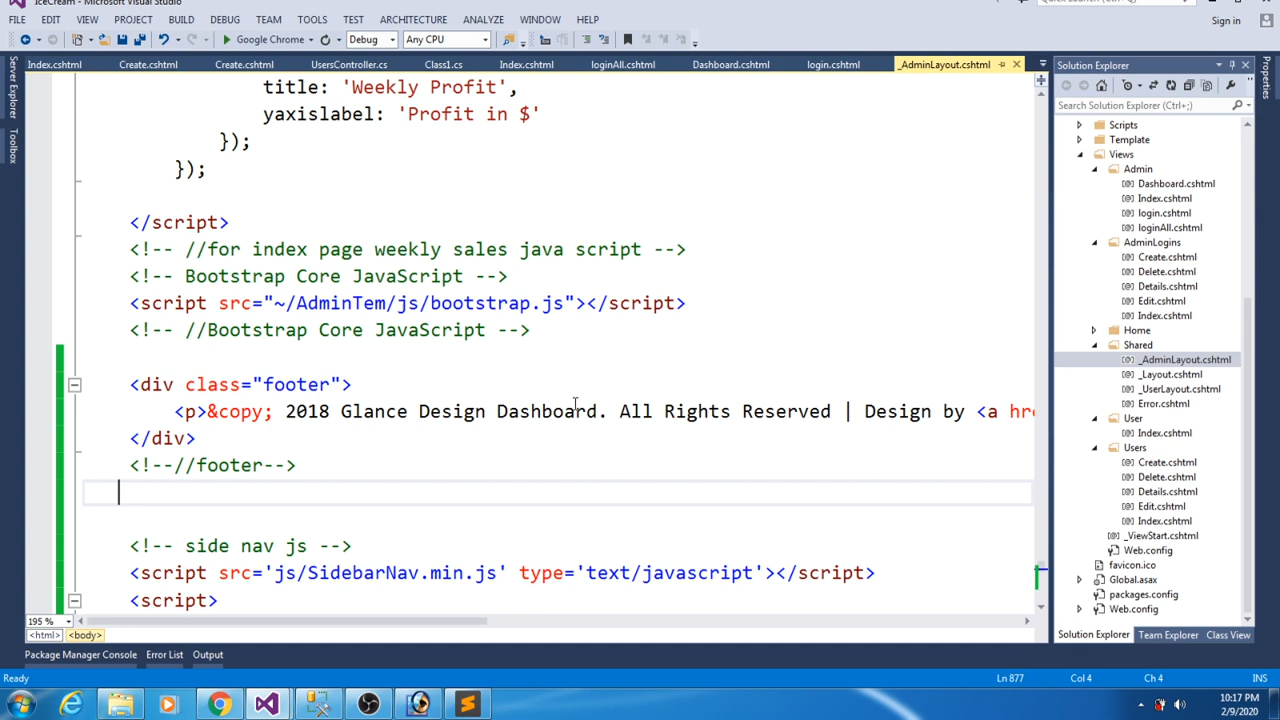 IceCream - Microsoft Visual Studio
Quick Launch (Ctrl+Q)
FILE EDIT VIEW PROJECT BUILD DEBUG TEAM TOOLS TEST ARCHITECTURE ANALYZE WINDOW HELP
Sign in
Google Chrome Debug Any CPU
Index.cshtml Create.cshtml Create.cshtml UsersController.cs Class1.cs Index.cshtml loginAll.cshtml Dashboard.cshtml login.cshtml _AdminLayout.cshtml
Server Explorer
Toolbox
title: 'Weekly Profit',
yaxislabel: 'Profit in $'
});
});
</script>
<!-- //for index page weekly sales java script -->
<!-- Bootstrap Core JavaScript -->
<script src="~/AdminTem/js/bootstrap.js"></script>
<!-- //Bootstrap Core JavaScript -->
<div class="footer">
<p>&copy; 2018 Glance Design Dashboard. All Rights Reserved | Design by <a hre
</div>
<!--//footer-->
<!-- side nav js -->
<script src='js/SidebarNav.min.js' type='text/javascript'></script>
<script>
195 %
<html> <body>
Solution Explorer
Search Solution Explorer (Ctrl+;)
Scripts
Template
Views
Admin
Dashboard.cshtml
Index.cshtml
login.cshtml
loginAll.cshtml
AdminLogins
Create.cshtml
Delete.cshtml
Details.cshtml
Edit.cshtml
Index.cshtml
Home
Shared
_AdminLayout.cshtml
_Layout.cshtml
_UserLayout.cshtml
Error.cshtml
User
Index.cshtml
Users
Create.cshtml
Delete.cshtml
Details.cshtml
Edit.cshtml
Index.cshtml
_ViewStart.cshtml
Web.config
favicon.ico
Global.asax
packages.config
Web.config
Solution Explorer Team Explorer Class View
Properties
Package Manager Console Error List Output
Ready Ln 877 Col 4 Ch 4 INS
10:17 PM
2/9/2020